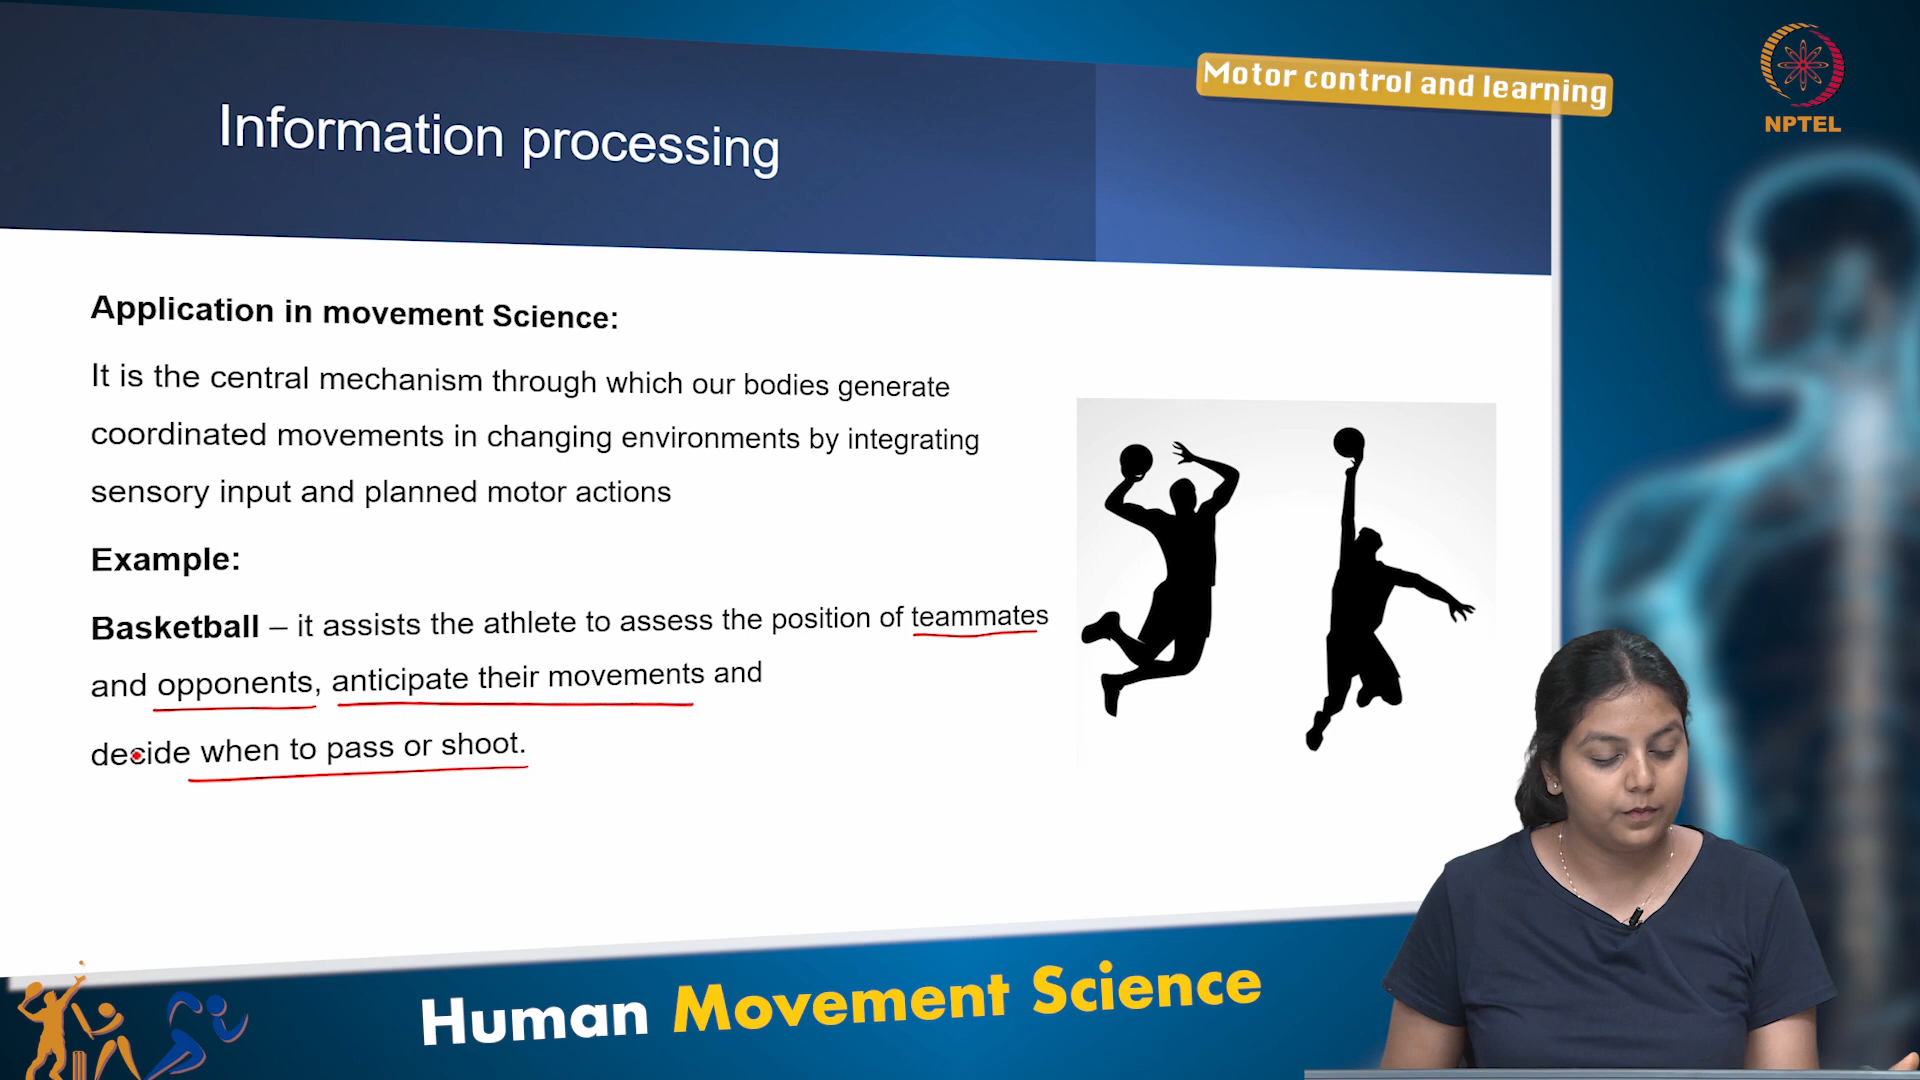 Motor control and learning
NPTEL
Information processing
Application in movement Science:
It is the central mechanism through which our bodies generate
coordinated movements in changing environments by integrating
sensory input and planned motor actions
Example:
Basketball – it assists the athlete to assess the position of teammates
and opponents, anticipate their movements and
decide when to pass or shoot.
Human Movement Science